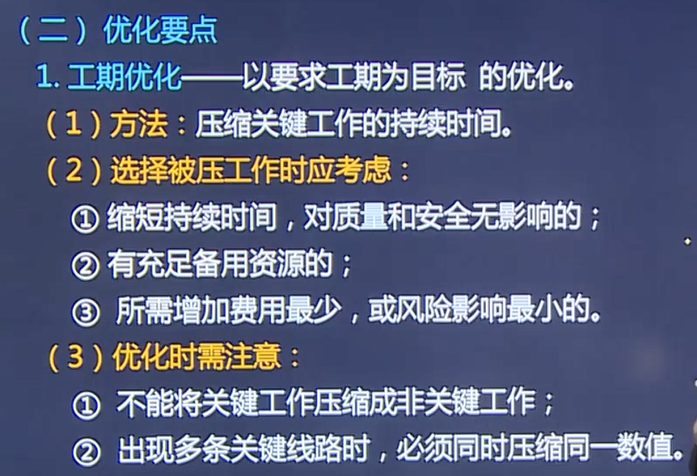 （二）优化要点
1. 工期优化——以要求工期为目标 的优化。
（1）方法：压缩关键工作的持续时间。
（2）选择被压工作时应考虑：
① 缩短持续时间，对质量和安全无影响的；
② 有充足备用资源的；
③ 所需增加费用最少，或风险影响最小的。
（3）优化时需注意：
① 不能将关键工作压缩成非关键工作；
② 出现多条关键线路时，必须同时压缩同一数值。